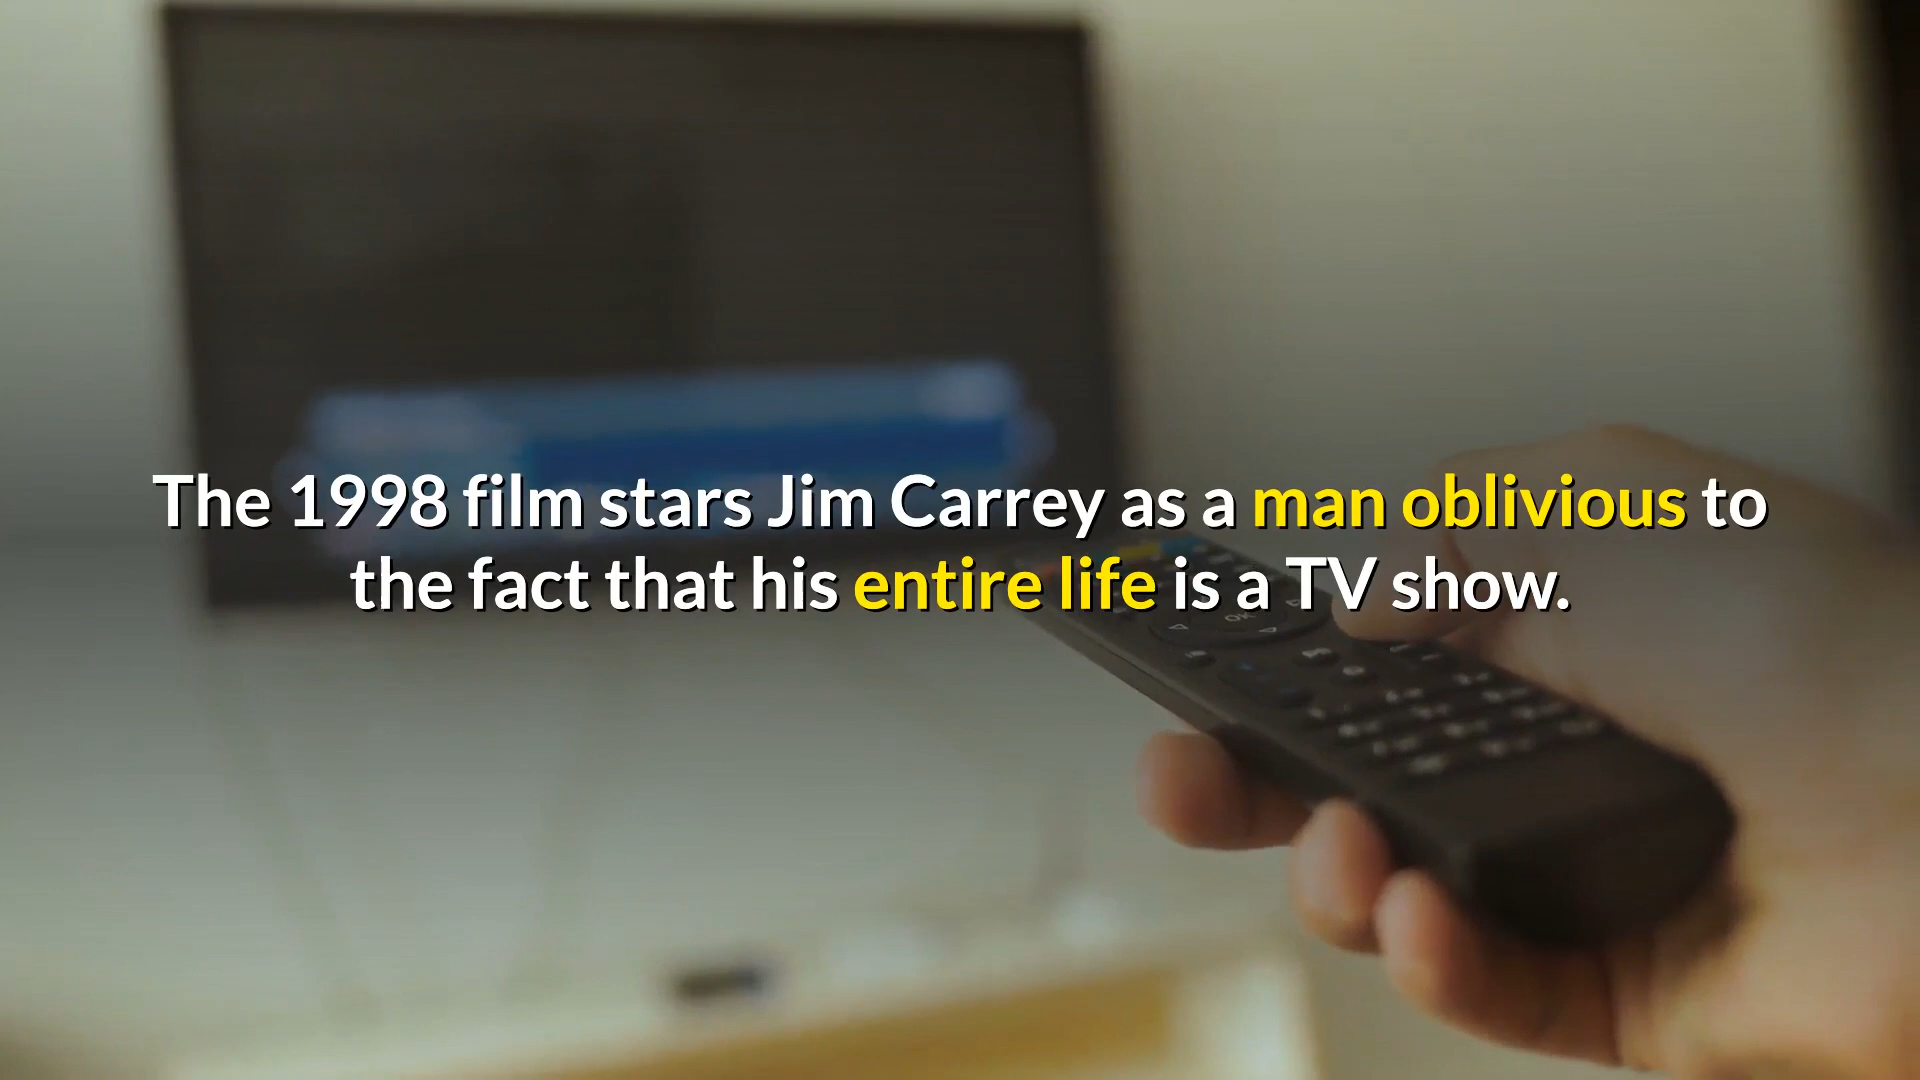 The 1998 film stars Jim Carrey as a man oblivious to
the fact that his entire life is a TV show.
OK